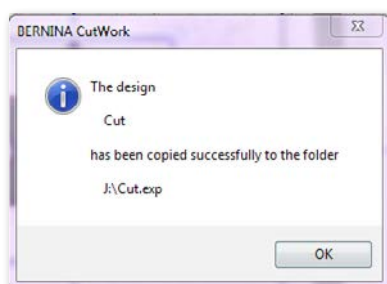 BERNINA CutWork
The design
Cut
has been copied successfully to the folder
J:\Cut.exp
OK